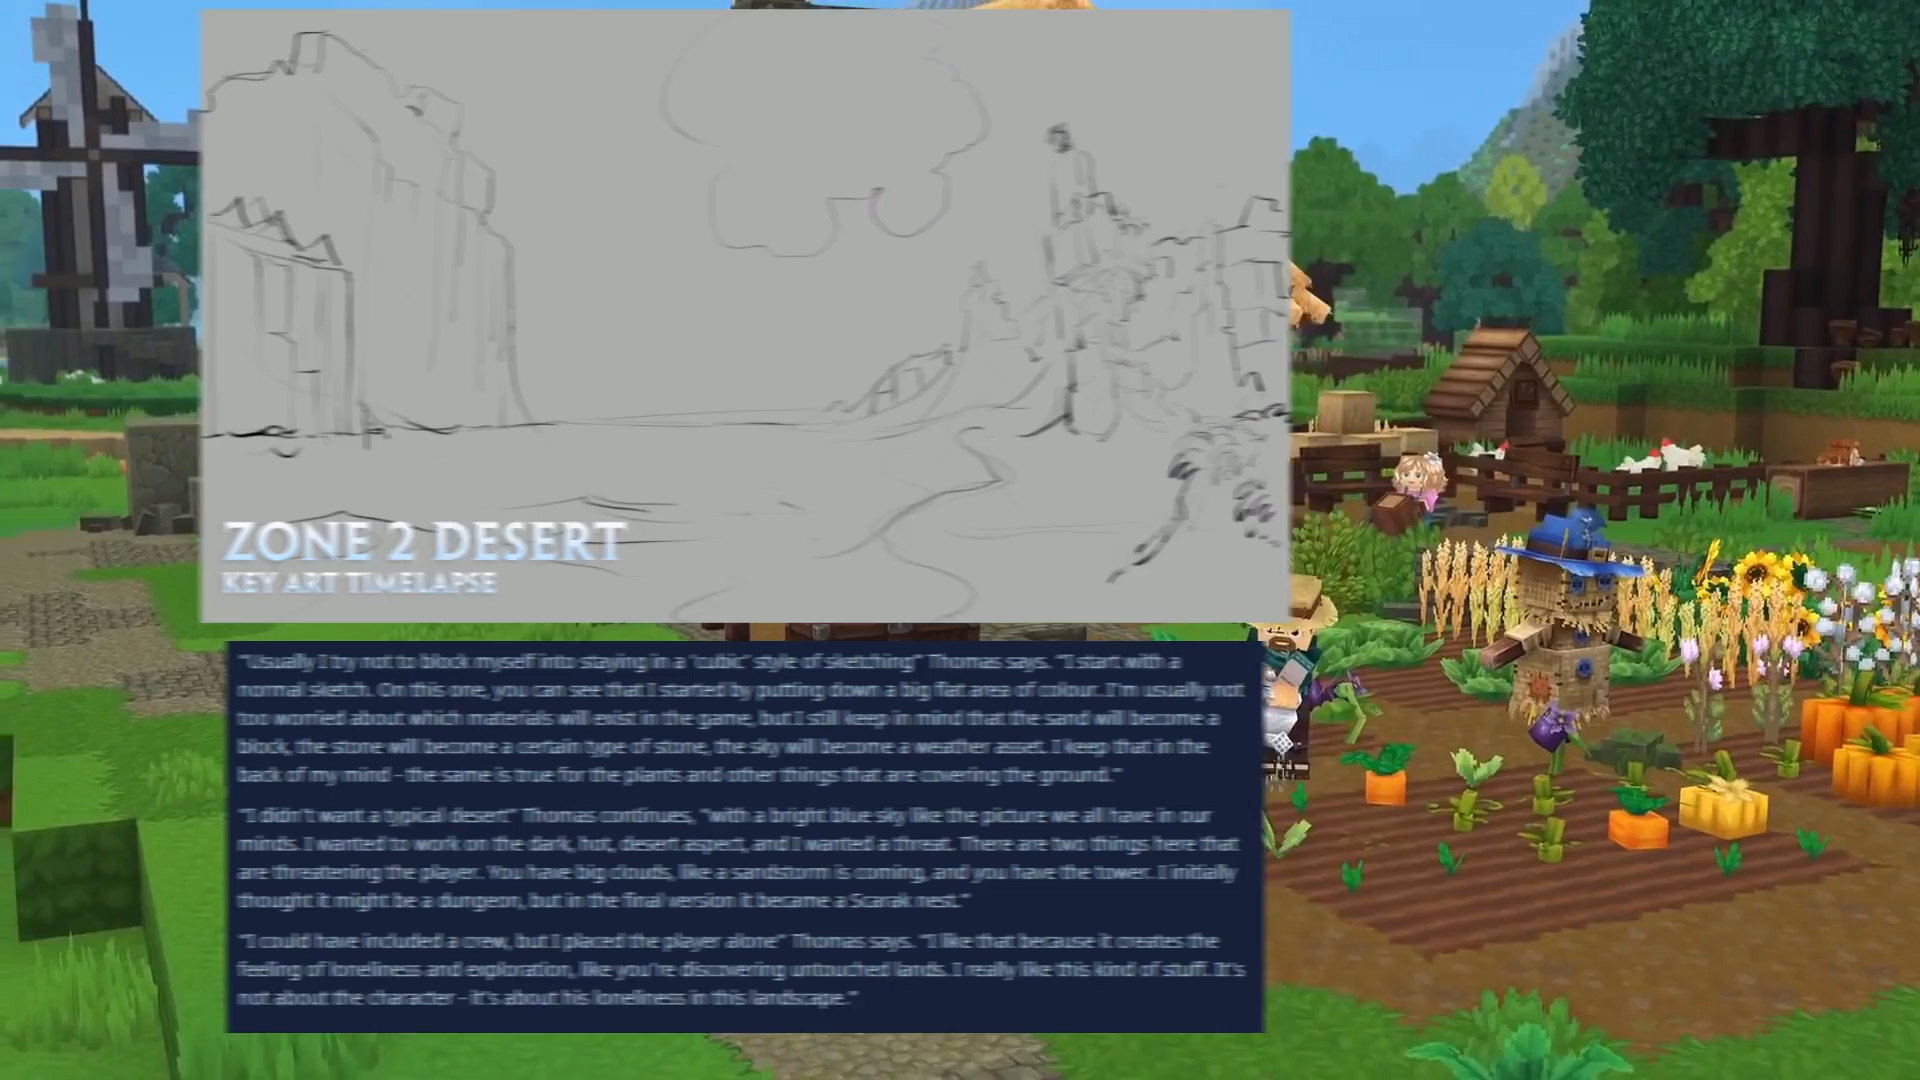 ZONE 2 DESERT
KEY ART TIMELAPSE
"Usually I try not to block myself into staying in a 'cubic' style of sketching" Thomas says. "I start with a
normal sketch. On this one, you can see that I started by putting down a big flat area of colour. I'm usually not
too worried about which materials will exist in the game, but I still keep in mind that the sand will become a
block, the stone will become a certain type of stone, the sky will become a weather asset. I keep that in the
back of my mind - the same is true for the plants and other things that are covering the ground."
"I didn't want a typical desert" Thomas continues, "with a bright blue sky like the picture we all have in our
minds. I wanted to work on the dark, hot, desert aspect, and I wanted a threat. There are two things here that
are threatening the player. You have big clouds, like a sandstorm is coming, and you have the tower. I initially
thought it might be a dungeon, but in the final version it became a Scarak nest."
"I could have included a crew, but I placed the player alone" Thomas says. "I like that because it creates the
feeling of loneliness and exploration, like you're discovering untouched lands. I really like this kind of stuff. It's
not about the character - it's about his loneliness in this landscape."